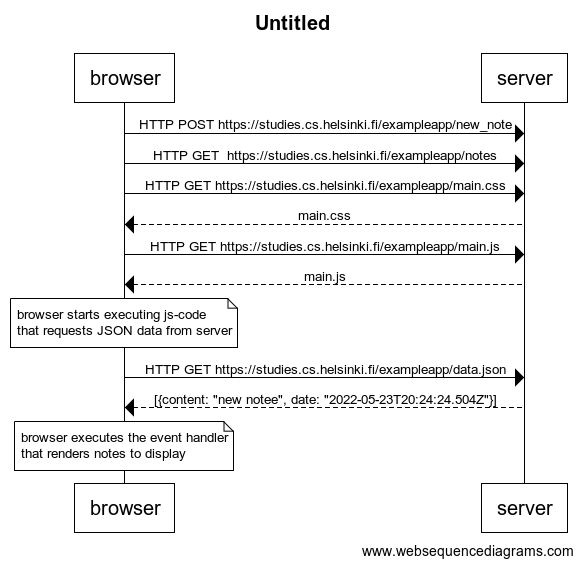 Untitled
browser
server
HTTP POST https://studies.cs.helsinki.fi/exampleapp/new_note
HTTP GET  https://studies.cs.helsinki.fi/exampleapp/notes
HTTP GET https://studies.cs.helsinki.fi/exampleapp/main.css
main.css
HTTP GET https://studies.cs.helsinki.fi/exampleapp/main.js
main.js
browser starts executing js-code
that requests JSON data from server
HTTP GET https://studies.cs.helsinki.fi/exampleapp/data.json
[{content: "new notee", date: "2022-05-23T20:24:24.504Z"}]
browser executes the event handler
that renders notes to display
browser
server
www.websequencediagrams.com